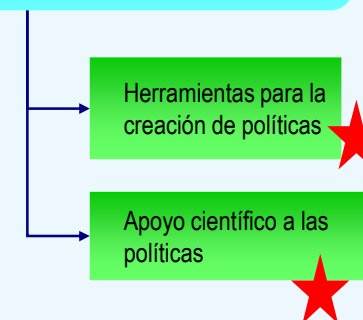 Herramientas para la
creación de políticas
Apoyo científico a las
políticas